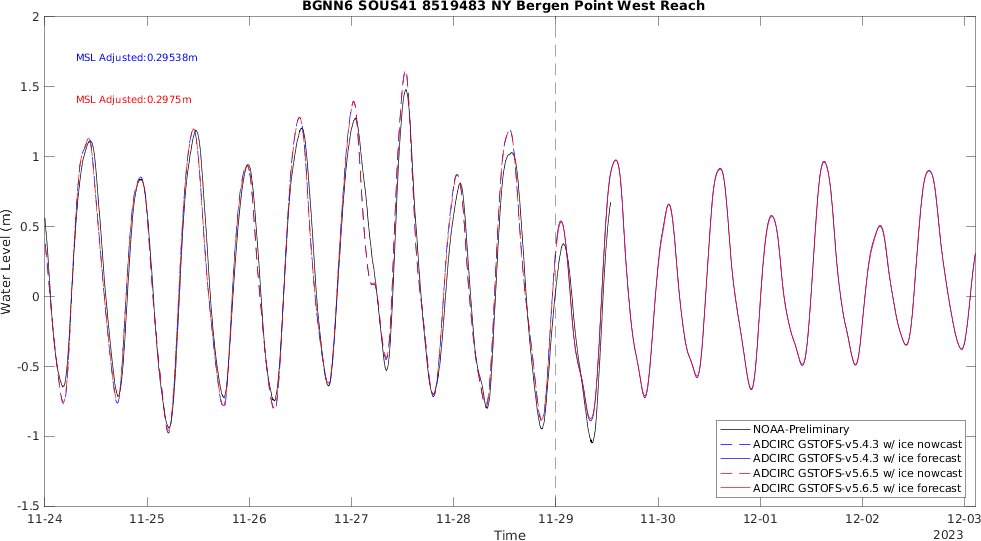 BGNN6 SOUS41 8519483 NY Bergen Point West Reach
MSL Adjusted:0.29538m
MSL Adjusted:0.2975m
Water Level (m)
2
1.5
1
0.5
0
-0.5
-1
-1.5
NOAA-Preliminary
ADCIRC GSTOFS-v5.4.3 w/ ice nowcast
ADCIRC GSTOFS-v5.4.3 w/ ice forecast
ADCIRC GSTOFS-v5.6.5 w/ ice nowcast
ADCIRC GSTOFS-v5.6.5 w/ ice forecast
11-24 11-25 11-26 11-27 11-28 11-29 11-30 12-01 12-02 12-03
Time
2023